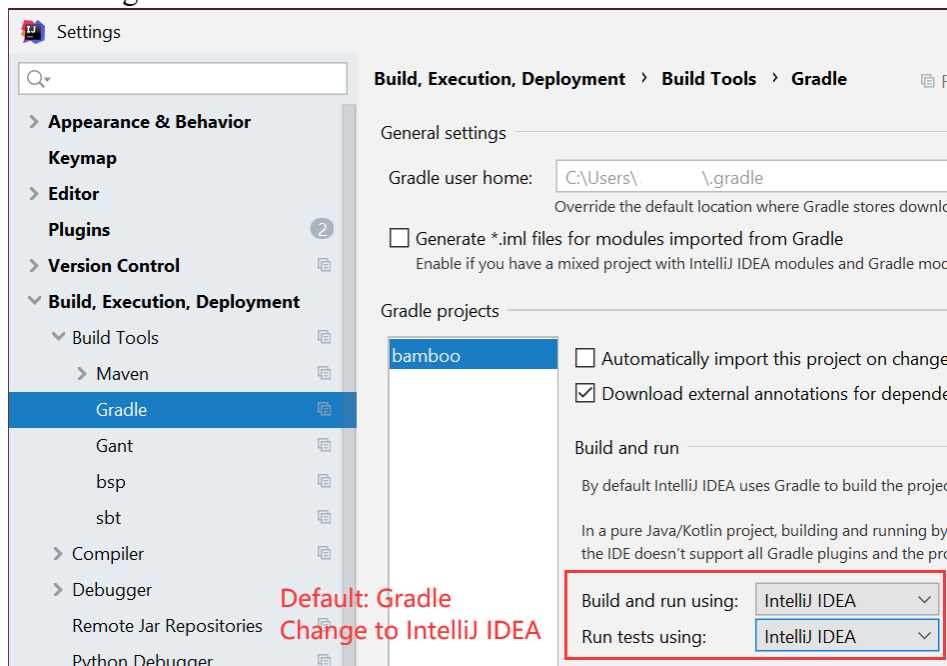 Settings
Build, Execution, Deployment › Build Tools › Gradle
Appearance & Behavior
Keymap
Editor
Plugins 2
Version Control
Build, Execution, Deployment
Build Tools
Maven
Gradle
Gant
bsp
sbt
Compiler
Debugger
Remote Jar Repositories
Python Debugger
General settings
Gradle user home: C:\Users\ \.gradle
Override the default location where Gradle stores downlo
Generate *.iml files for modules imported from Gradle
Enable if you have a mixed project with IntelliJ IDEA modules and Gradle mod
Gradle projects
bamboo
Automatically import this project on change
Download external annotations for depende
Build and run
By default IntelliJ IDEA uses Gradle to build the projec
In a pure Java/Kotlin project, building and running by
the IDE doesn't support all Gradle plugins and the pro
Build and run using: IntelliJ IDEA
Run tests using: IntelliJ IDEA
Default: Gradle
Change to IntelliJ IDEA